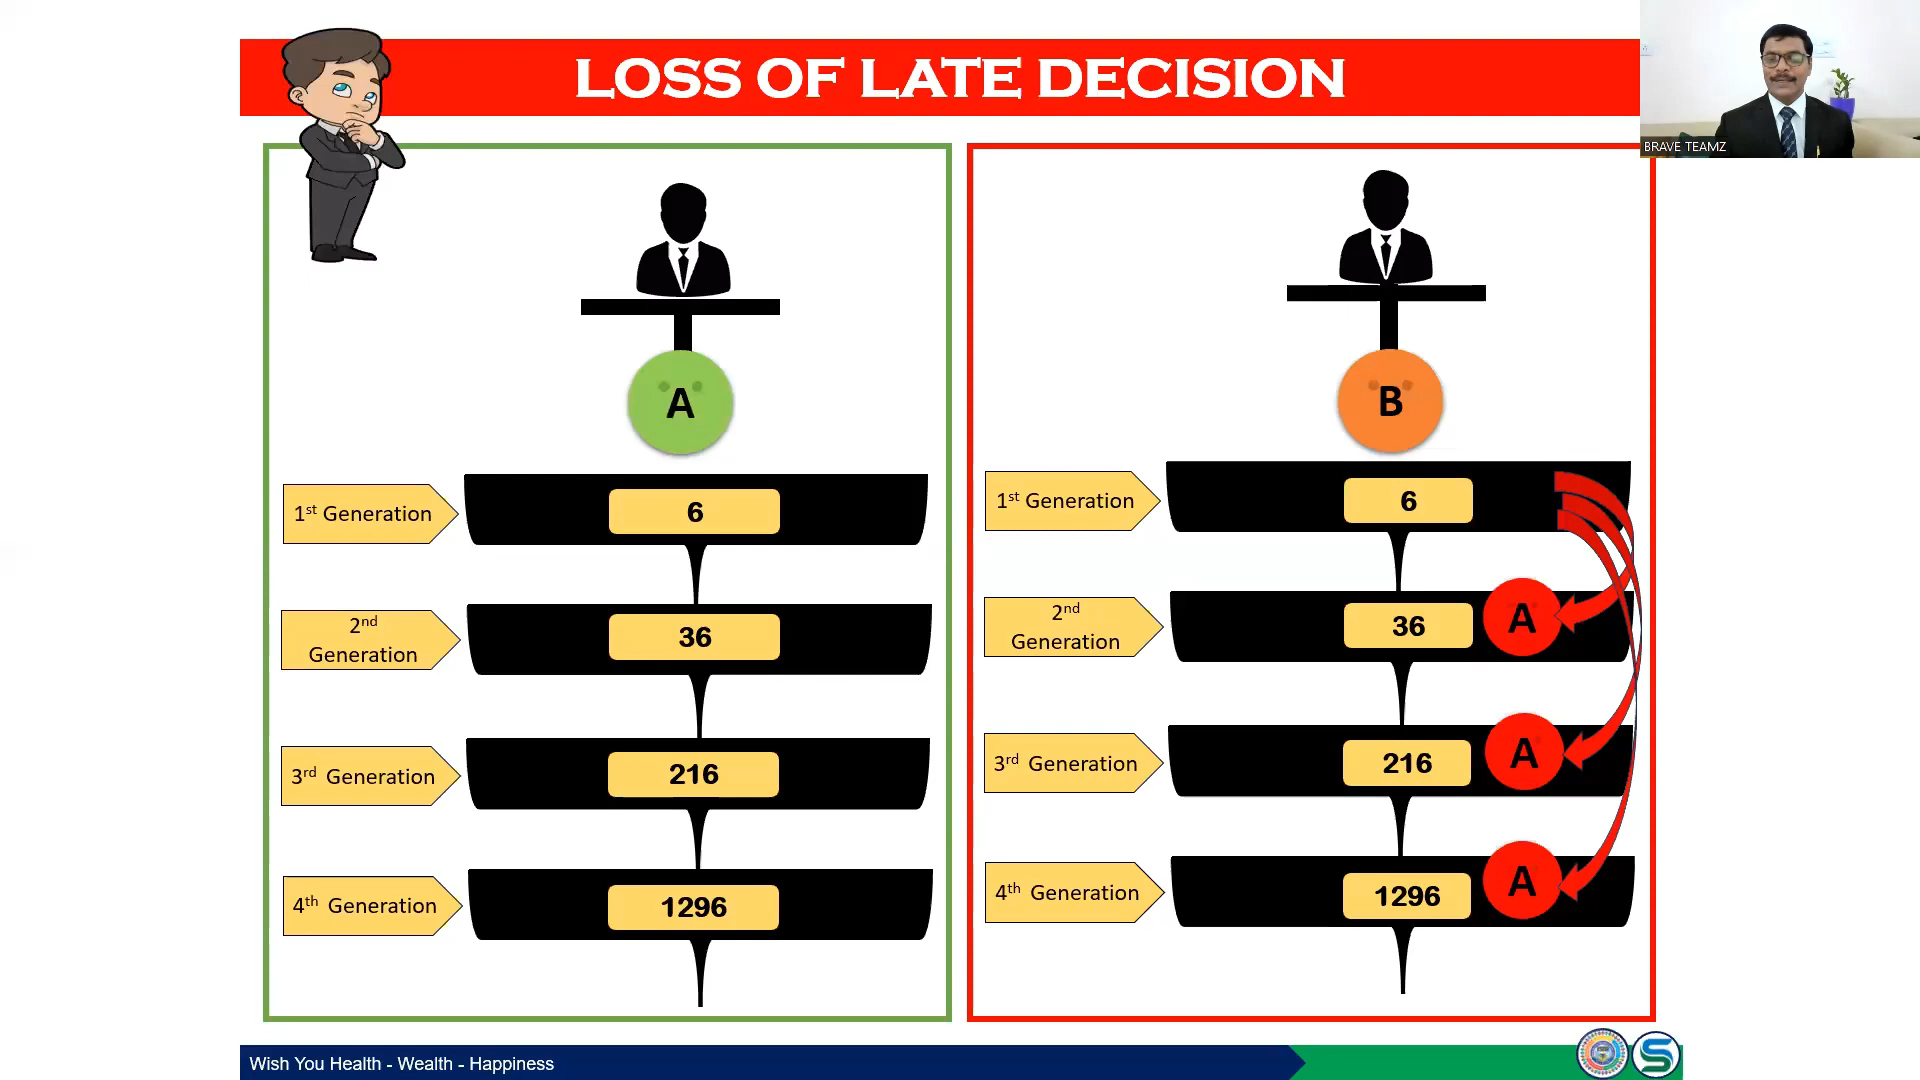 LOSS OF LATE DECISION
BRAVE TEAMZ
A
1st Generation
6
2nd
Generation
36
3rd Generation
216
4th Generation
1296
B
1st Generation
6
2nd
Generation
36
A
3rd Generation
216
A
4th Generation
1296
A
Wish You Health - Wealth - Happiness
S